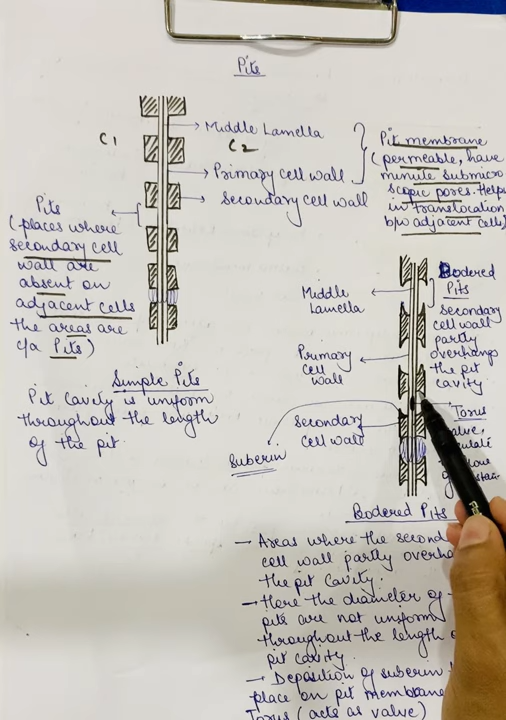 Pits
C1
C2
Middle Lamella
Primary cell wall
Secondary cell wall
Pit membrane
(permeable, have
minute submicro
scopic pores. Helps
in translocation
b/w adjacent cells)
Pits
(places where
secondary cell
wall are
absent on
adjacent cells
the areas are
c/a Pits)
Simple Pits
Pit cavity is uniform
throughout the length
of the pit
Middle
Lamella
Primary
cell
wall
Secondary
cell wall
Suberin
Bodered
Pits
Secondary
cell wall
partly
overhangs
the pit
cavity
Torus
Bodered Pits
→ Areas where the
cell wall partly
the pit cavity.
→ Here the diameter of
pits are not uniform
throughout the length
pit cavity.
→ Deposition of suberin
place on pit membrane
Torus (acts as valve)